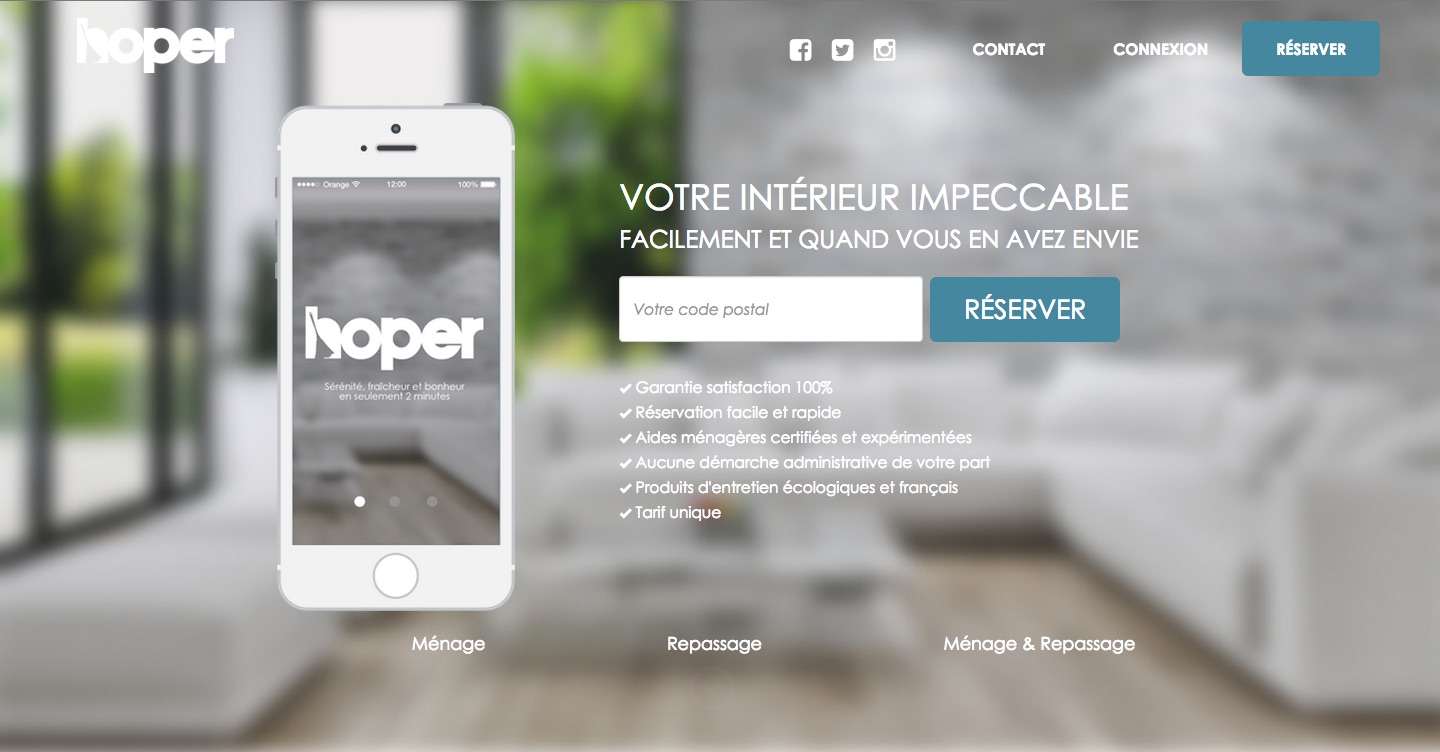 hoper
CONTACT
CONNEXION
RÉSERVER
Orange 12:00 100%
hoper
Sérénité, fraîcheur et bonheur
en seulement 2 minutes
VOTRE INTÉRIEUR IMPECCABLE
FACILEMENT ET QUAND VOUS EN AVEZ ENVIE
Votre code postal
RÉSERVER
Garantie satisfaction 100%
Réservation facile et rapide
Aides ménagères certifiées et expérimentées
Aucune démarche administrative de votre part
Produits d'entretien écologiques et français
Tarif unique
Ménage
Repassage
Ménage & Repassage